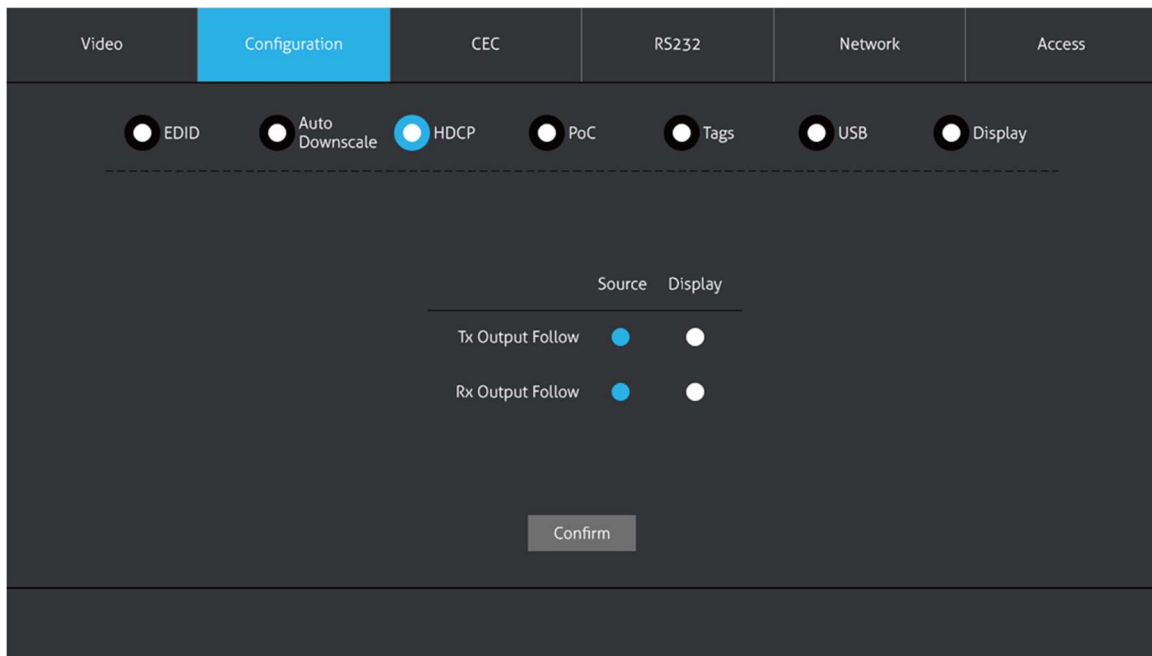 Video Configuration CEC RS232 Network Access
EDID Auto Downscale HDCP PoC Tags USB Display
Source Display
Tx Output Follow
Rx Output Follow
Confirm